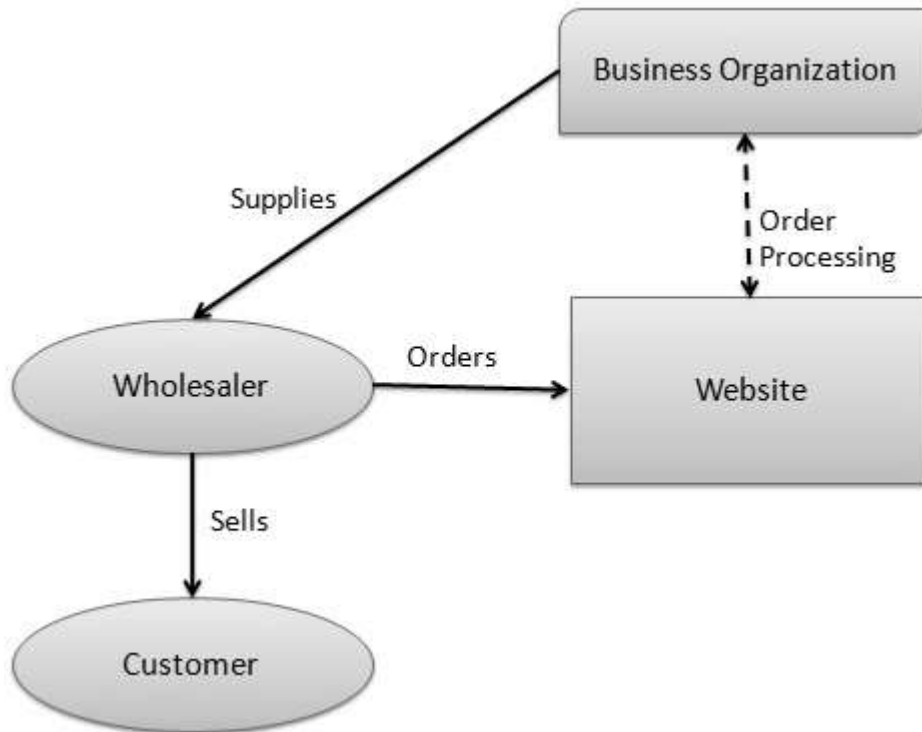 Business Organization
Supplies
Order
Processing
Orders
Wholesaler
Website
Sells
Customer